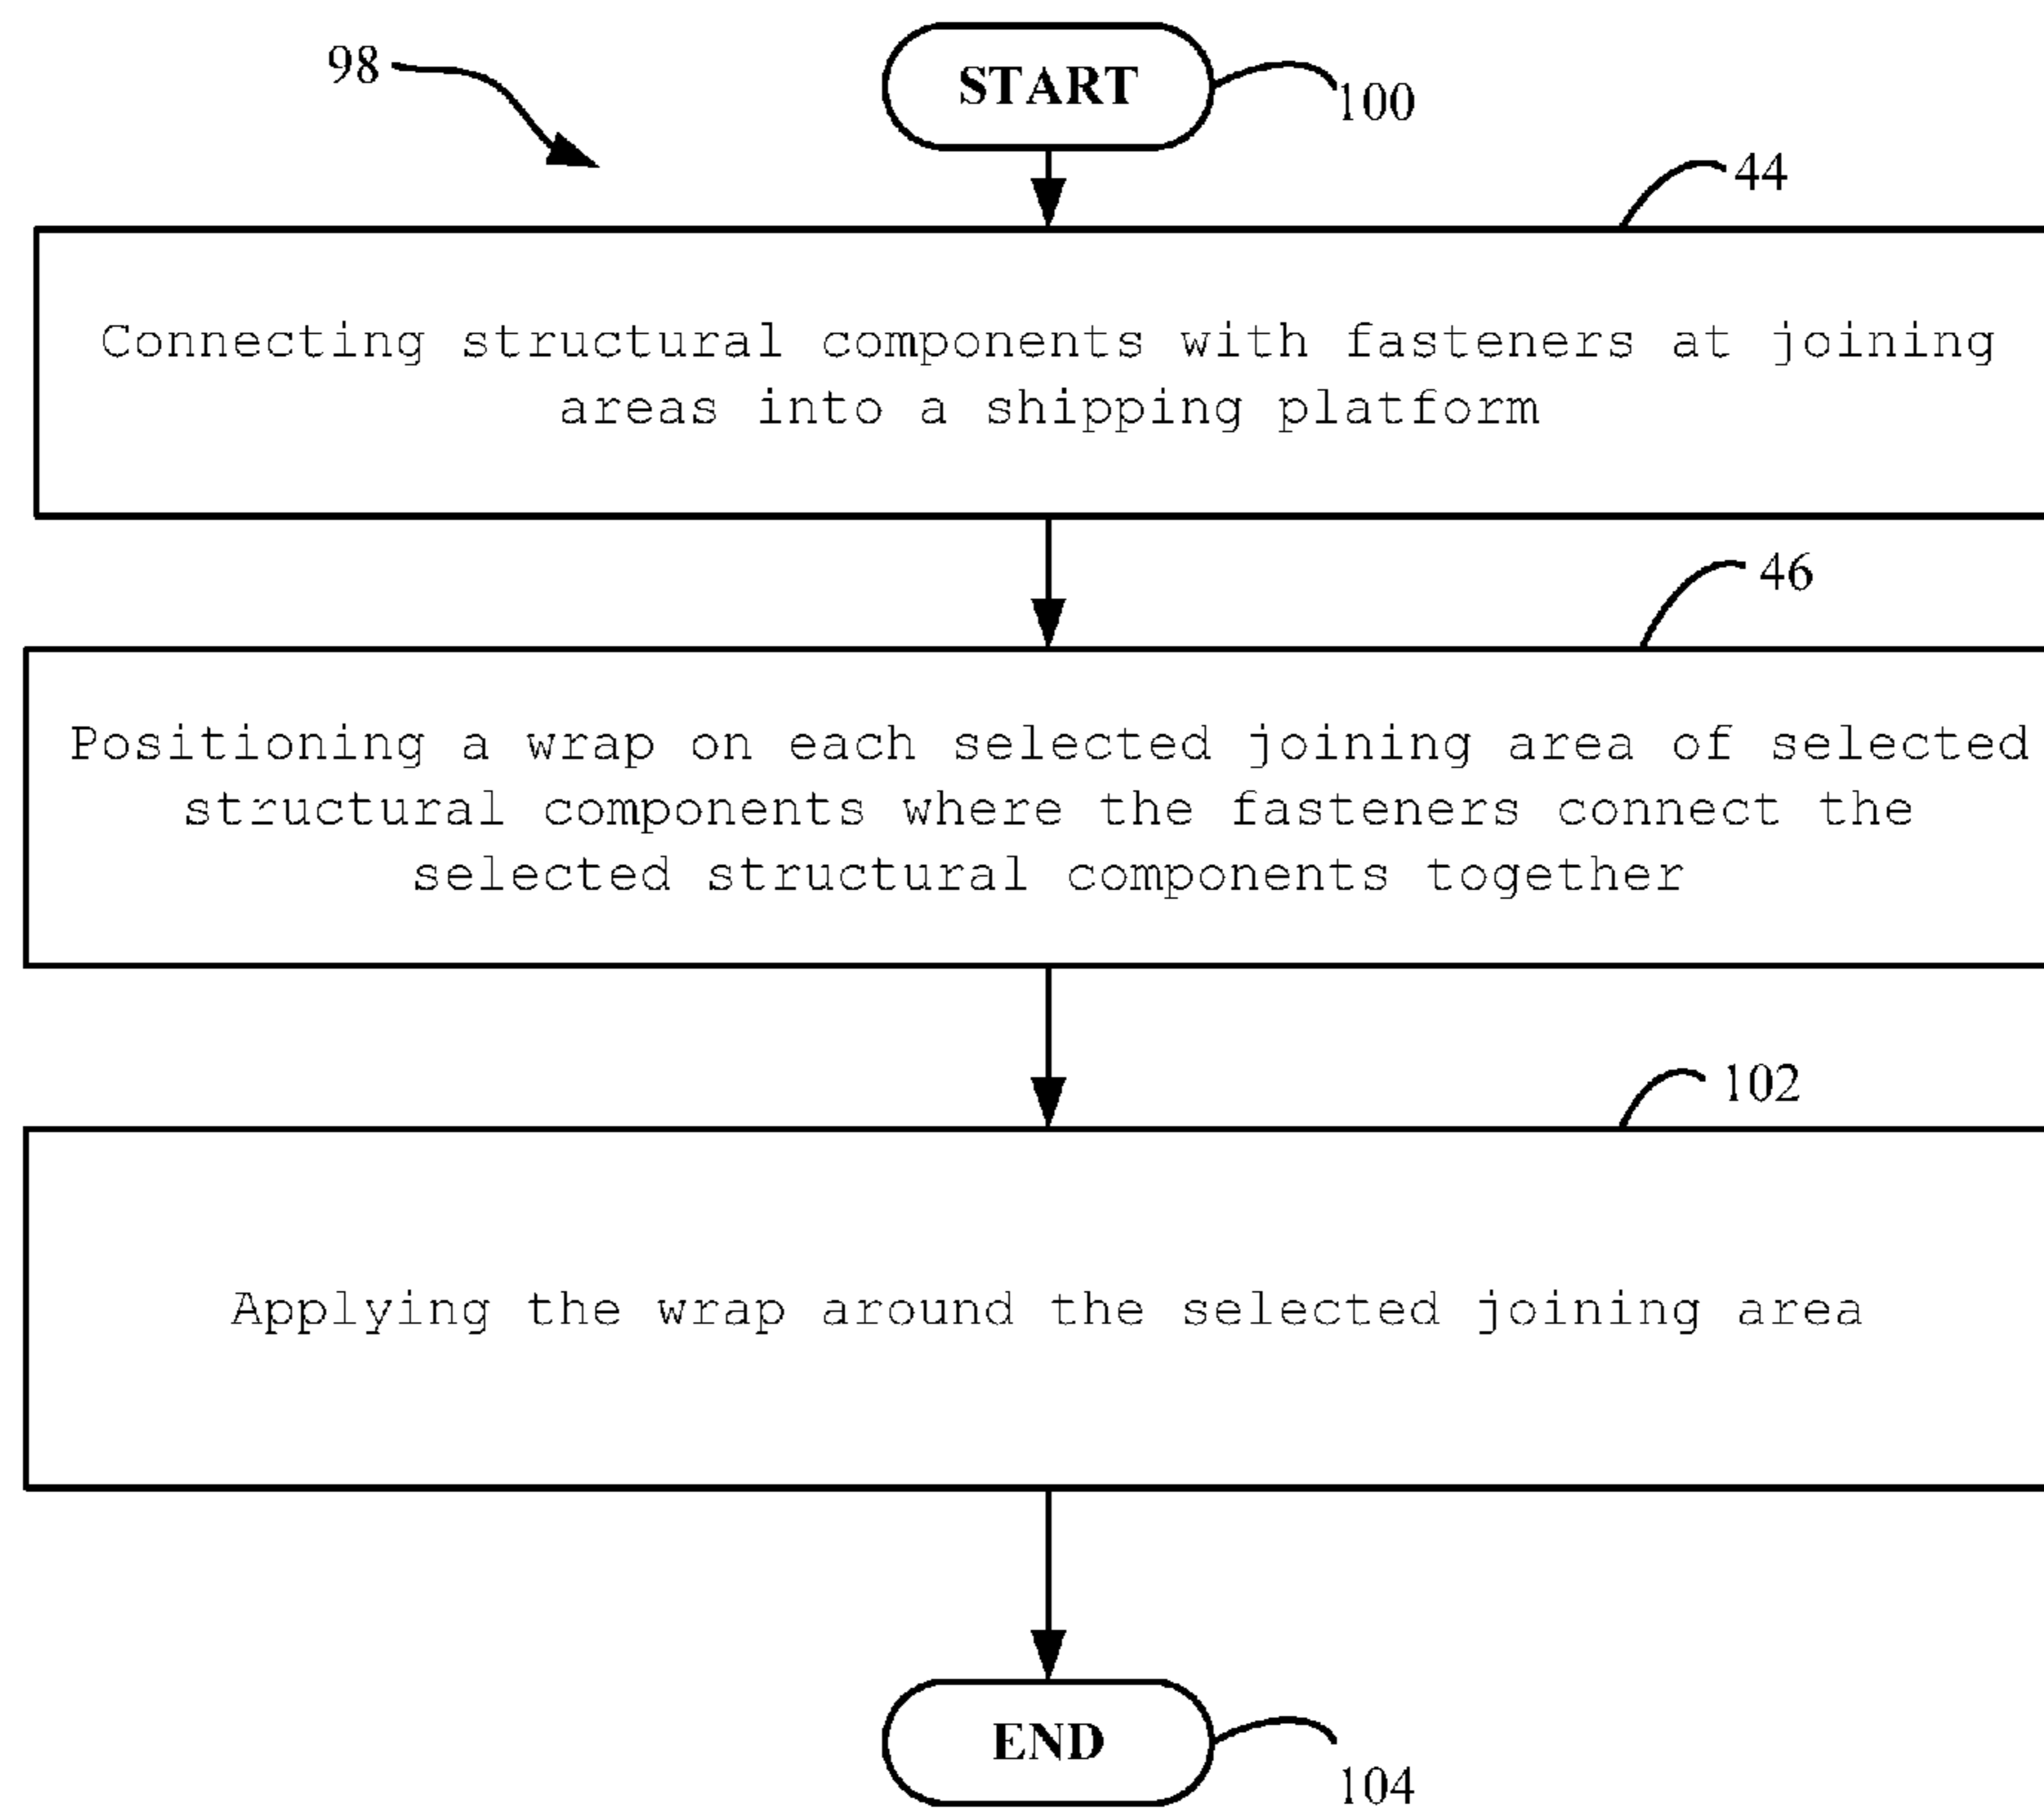 98
START
100
44
Connecting structural components with fasteners at joining
areas into a shipping platform
46
Positioning a wrap on each selected joining area of selected
structural components where the fasteners connect the
selected structural components together
102
Applying the wrap around the selected joining area
END
104